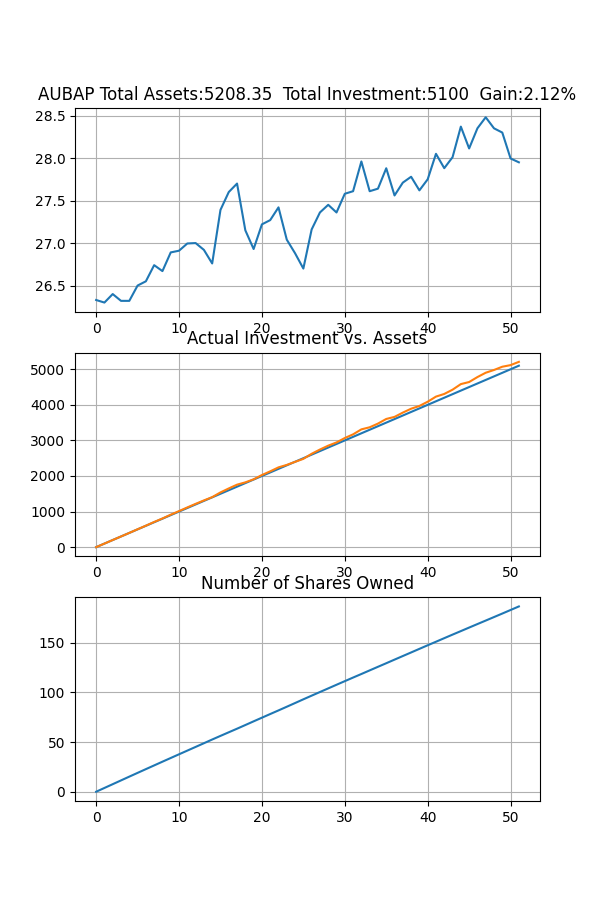 AUBAP Total Assets:5208.35  Total Investment:5100  Gain:2.12%
28.5
28.0
27.5
27.0
26.5
0 10 20 30 40 50
Actual Investment vs. Assets
5000
4000
3000
2000
1000
0
0 10 20 30 40 50
Number of Shares Owned
150
100
50
0
0 10 20 30 40 50